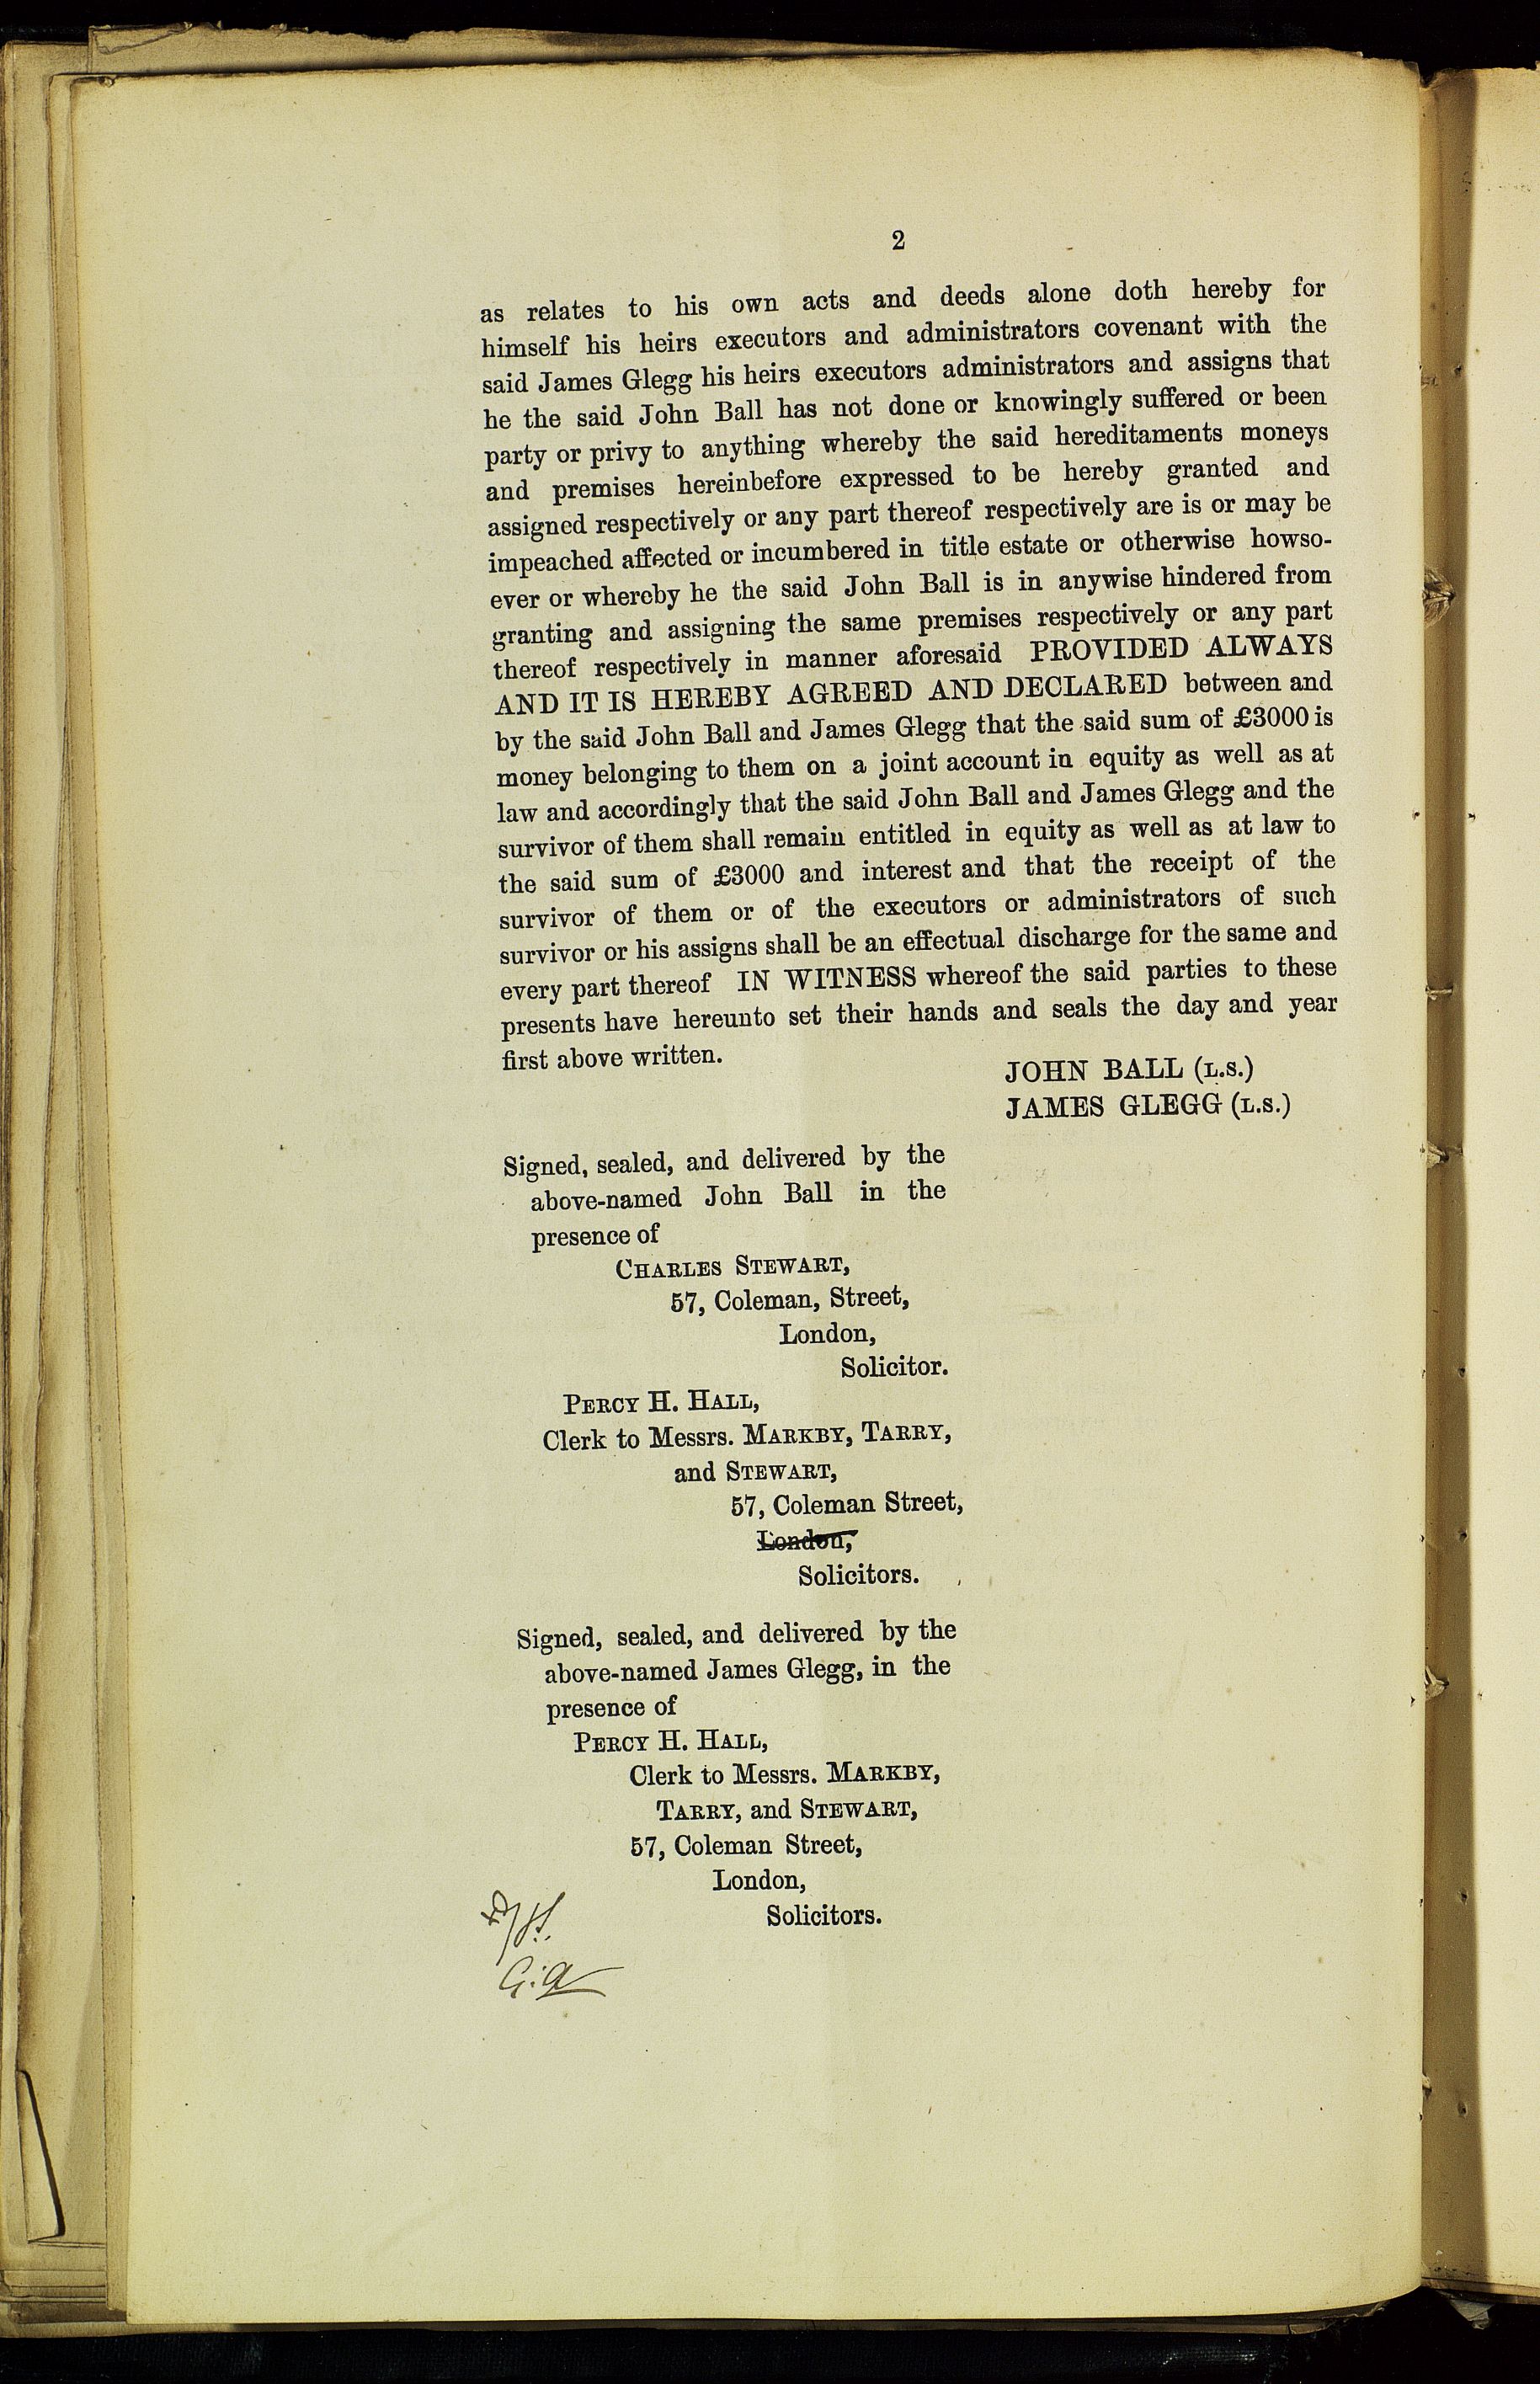 2
as relates to his own acts and deeds alone doth hereby for
himself his heirs executors and administrators covenant with the
said James Glegg his heirs executors administrators and assigns that
he the said John Ball has not done or knowingly suffered or been
party or privy to anything whereby the said hereditaments moneys
and premises hereinbefore expressed to be hereby granted and
assigned respectively or any part thereof respectively are is or may be
impeached affected or incumbered in title estate or otherwise howso-
ever or whereby he the said John Ball is in anywise hindered from
granting and assigning the same premises respectively or any part
thereof respectively in manner aforesaid PROVIDED ALWAYS
AND IT IS HEREBY AGREED AND DECLARED between and
by the said John Ball and James Glegg that the said sum of £3000 is
money belonging to them on a joint account in equity as well as at
law and accordingly that the said John Ball and James Glegg and the
survivor of them shall remain entitled in equity as well as at law to
the said sum of £3000 and interest and that the receipt of the
survivor of them or of the executors or administrators of such
survivor or his assigns shall be an effectual discharge for the same and
every part thereof IN WITNESS whereof the said parties to these
presents have hereunto set their hands and seals the day and year
first above written.
JOHN BALL (L.S.)
JAMES GLEGG (L.S.)
Signed, sealed, and delivered by the
above-named John Ball in the
presence of
CHARLES STEWART,
57, Coleman, Street,
London,
Solicitor.
PERCY H. HALL,
Clerk to Messrs. MARKBY, TARRY,
and STEWART,
57, Coleman Street,
London,
Solicitors.
Signed, sealed, and delivered by the
above-named James Glegg, in the
presence of
PERCY H. HALL,
Clerk to Messrs. MARKBY,
TARRY, and STEWART,
57, Coleman Street,
London,
Solicitors.